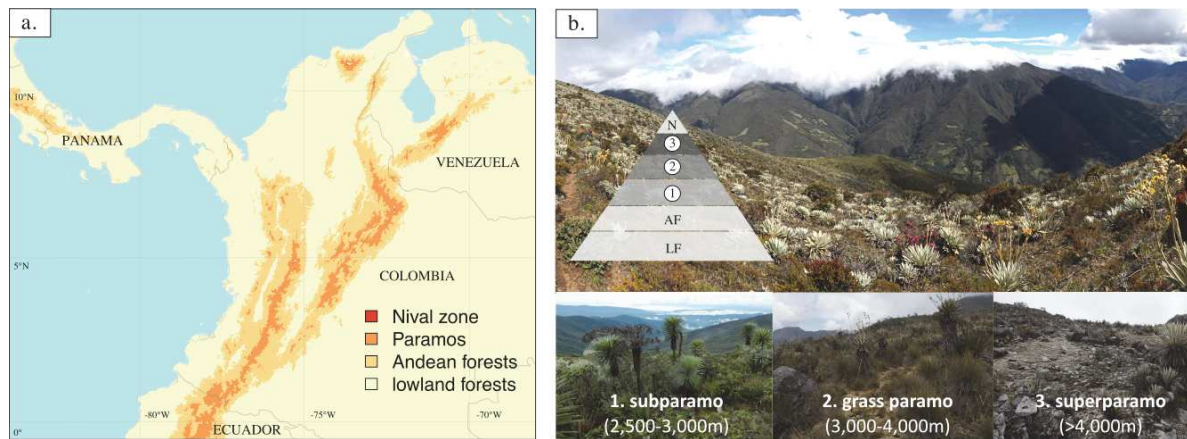 a.
10°N
PANAMA
VENEZUELA
5°N
COLOMBIA
Nival zone
Paramos
Andean forests
lowland forests
-80°W
-75°W
-70°W
0°
ECUADOR
b.
N
3
2
1
AF
LF
1. subparamo
(2,500-3,000m)
2. grass paramo
(3,000-4,000m)
3. superparamo
(>4,000m)